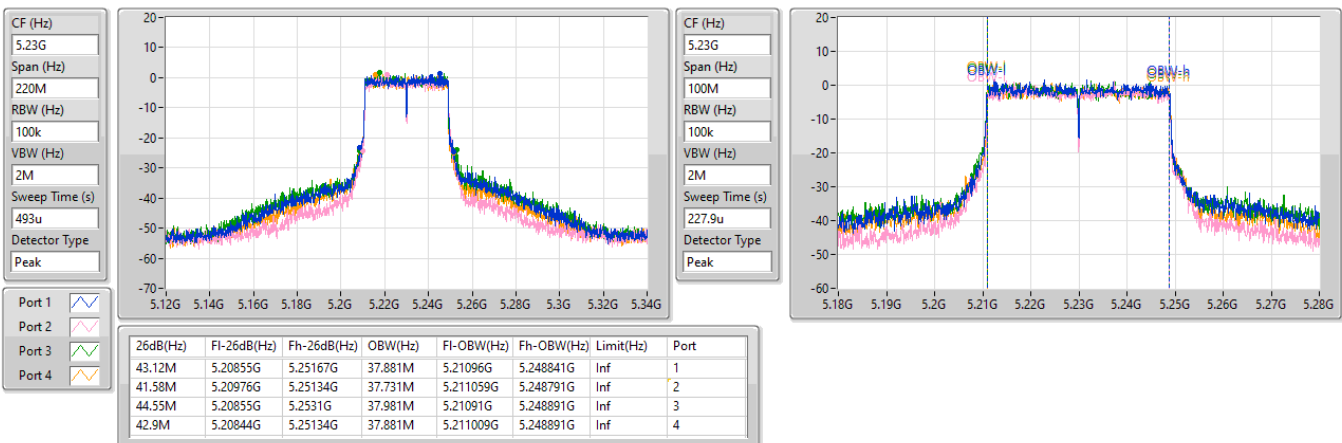 CF (Hz)
5.23G
Span (Hz)
220M
RBW (Hz)
100k
VBW (Hz)
2M
Sweep Time (s)
493u
Detector Type
Peak
20
10
0
-10
-20
-30
-40
-50
-60
-70
5.12G 5.14G 5.16G 5.18G 5.2G 5.22G 5.24G 5.26G 5.28G 5.3G 5.32G 5.34G
CF (Hz)
5.23G
Span (Hz)
100M
RBW (Hz)
100k
VBW (Hz)
2M
Sweep Time (s)
227.9u
Detector Type
Peak
20
10
0
-10
-20
-30
-40
-50
-60
OBW-l OBW-h
5.18G 5.19G 5.2G 5.21G 5.22G 5.23G 5.24G 5.25G 5.26G 5.27G 5.28G
Port 1
Port 2
Port 3
Port 4
26dB(Hz) Fl-26dB(Hz) Fh-26dB(Hz) OBW(Hz) Fl-OBW(Hz) Fh-OBW(Hz) Limit(Hz) Port
43.12M 5.20855G 5.25167G 37.881M 5.21096G 5.248841G Inf 1
41.58M 5.20976G 5.25134G 37.731M 5.211059G 5.248791G Inf 2
44.55M 5.20855G 5.2531G 37.981M 5.21091G 5.248891G Inf 3
42.9M 5.20844G 5.25134G 37.881M 5.211009G 5.248891G Inf 4